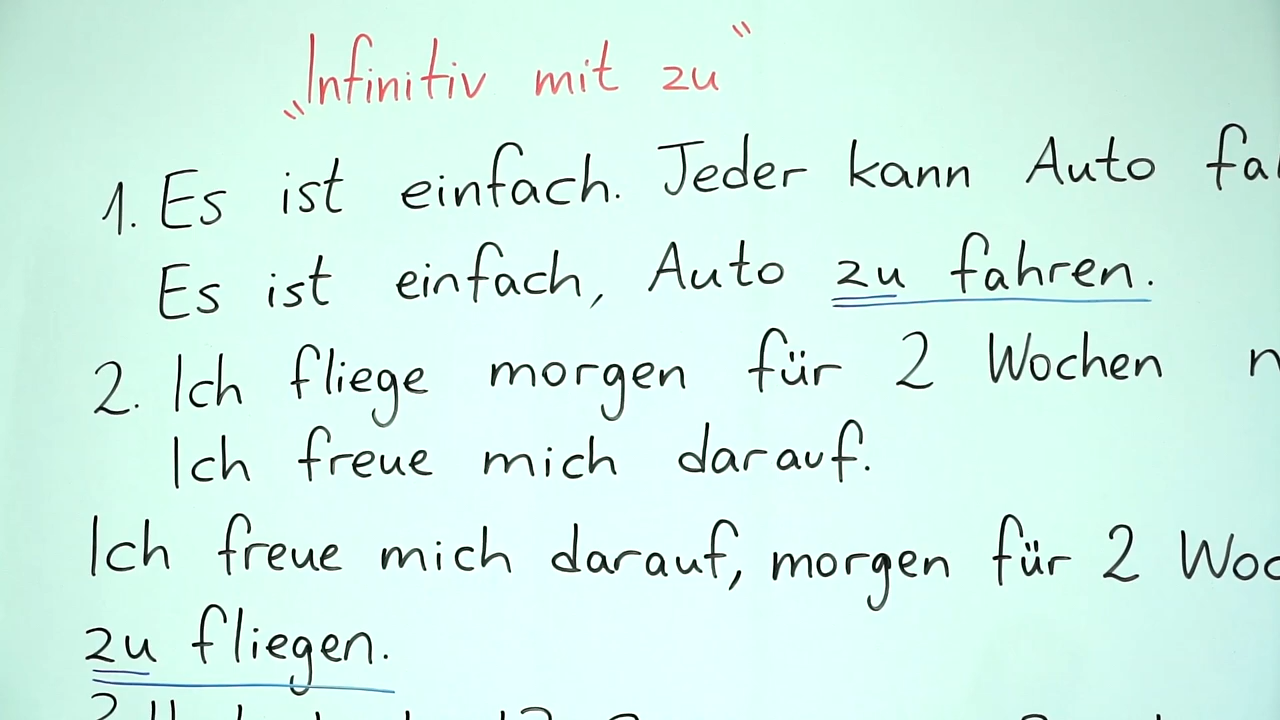 „Infinitiv mit zu"
1. Es ist einfach. Jeder kann Auto
Es ist einfach, Auto zu fahren.
2. Ich fliege morgen für 2 Wochen
Ich freue mich darauf.
Ich freue mich darauf, morgen für 2
zu fliegen.